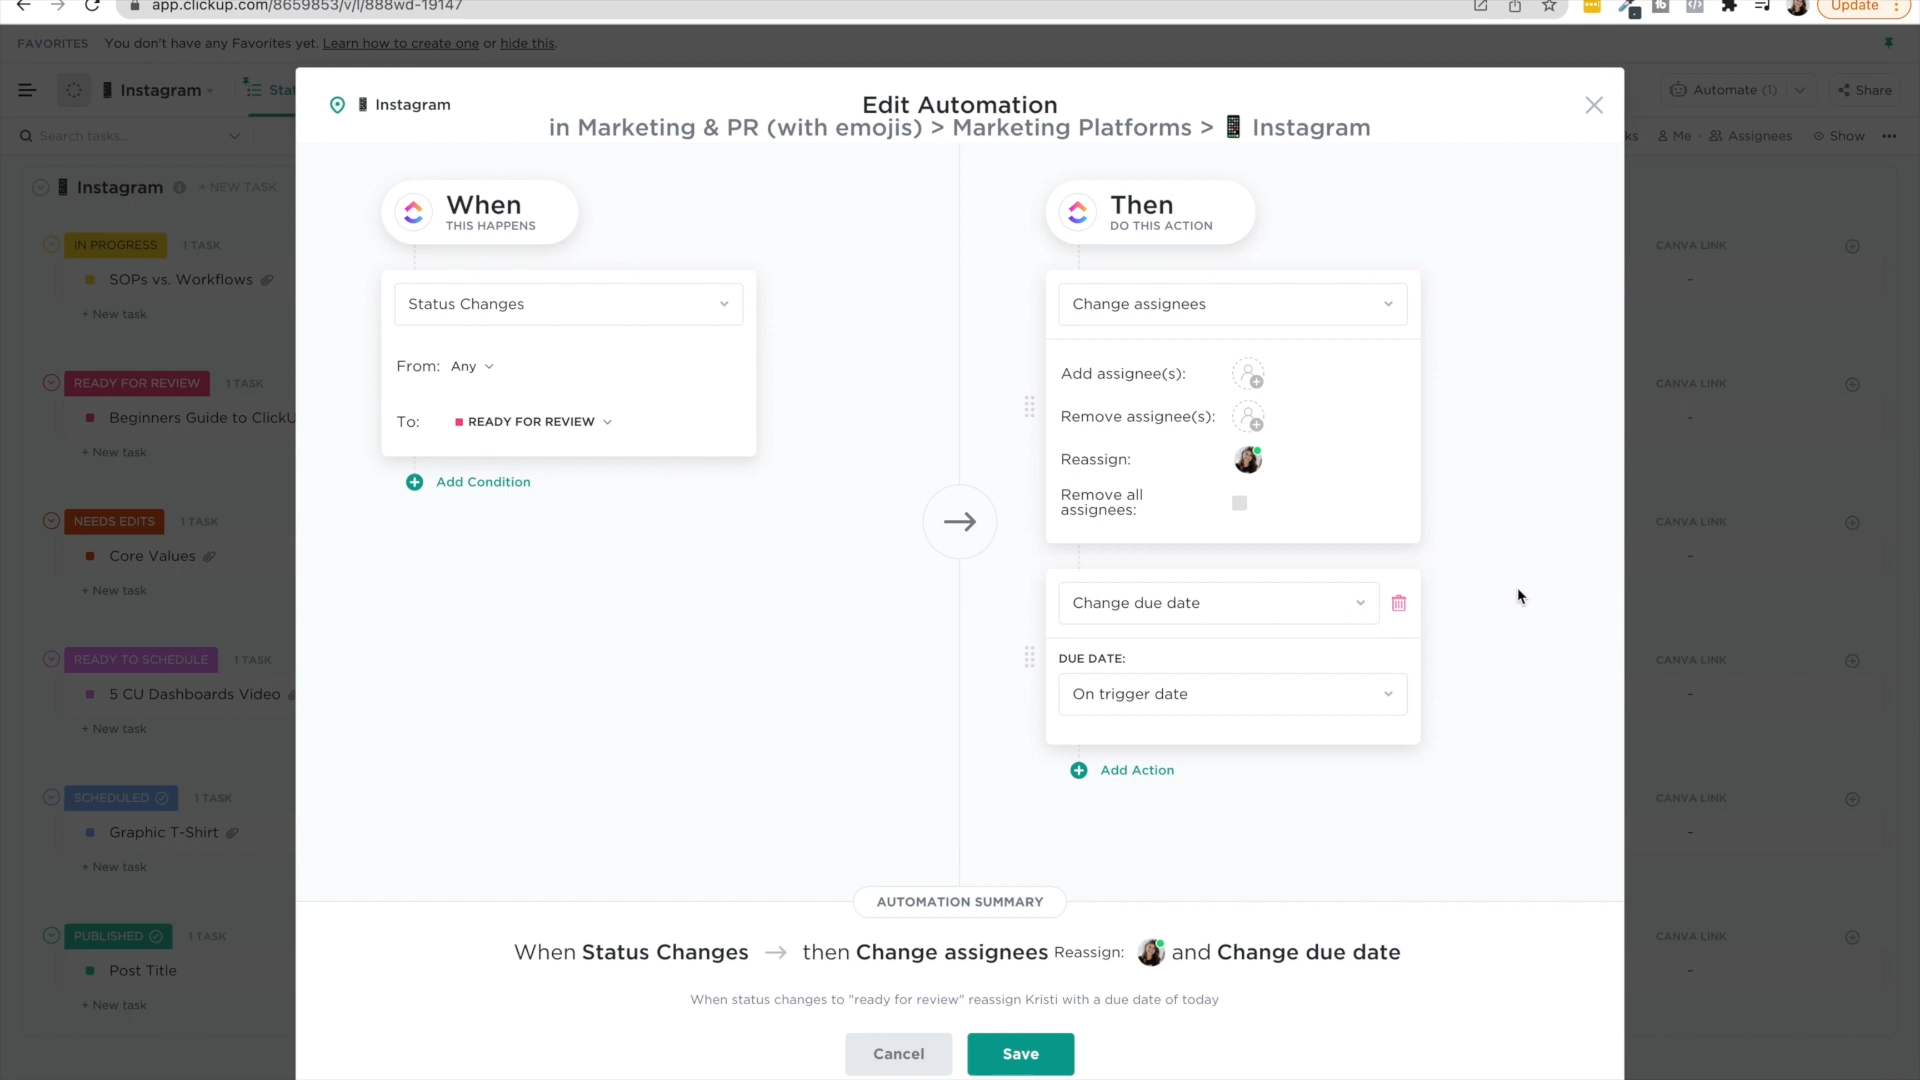 app.clickup.com/8659853/v/l/888wd-19147
Update
FAVORITES You don't have any Favorites yet. Learn how to create one or hide this.
Instagram
Automate (1)
Share
Search tasks...
Me
Assignees
Show
Instagram
+ NEW TASK
IN PROGRESS
1 TASK
CANVA LINK
SOPs vs. Workflows
-
+ New task
READY FOR REVIEW
1 TASK
CANVA LINK
-
+ New task
NEEDS EDITS
1 TASK
CANVA LINK
Core Values
-
+ New task
READY TO SCHEDULE
1 TASK
CANVA LINK
5 CU Dashboards Video
-
+ New task
SCHEDULED
1 TASK
CANVA LINK
Graphic T-Shirt
-
+ New task
PUBLISHED
1 TASK
CANVA LINK
Post Title
-
+ New task
Instagram
Edit Automation
in Marketing & PR (with emojis) > Marketing Platforms > Instagram
When
THIS HAPPENS
Status Changes
From: Any
To: READY FOR REVIEW
Add Condition
Then
DO THIS ACTION
Change assignees
Add assignee(s):
Remove assignee(s):
Reassign:
Remove all
assignees:
Change due date
DUE DATE:
On trigger date
Add Action
AUTOMATION SUMMARY
When Status Changes → then Change assignees Reassign: and Change due date
When status changes to "ready for review" reassign Kristi with a due date of today
Cancel
Save